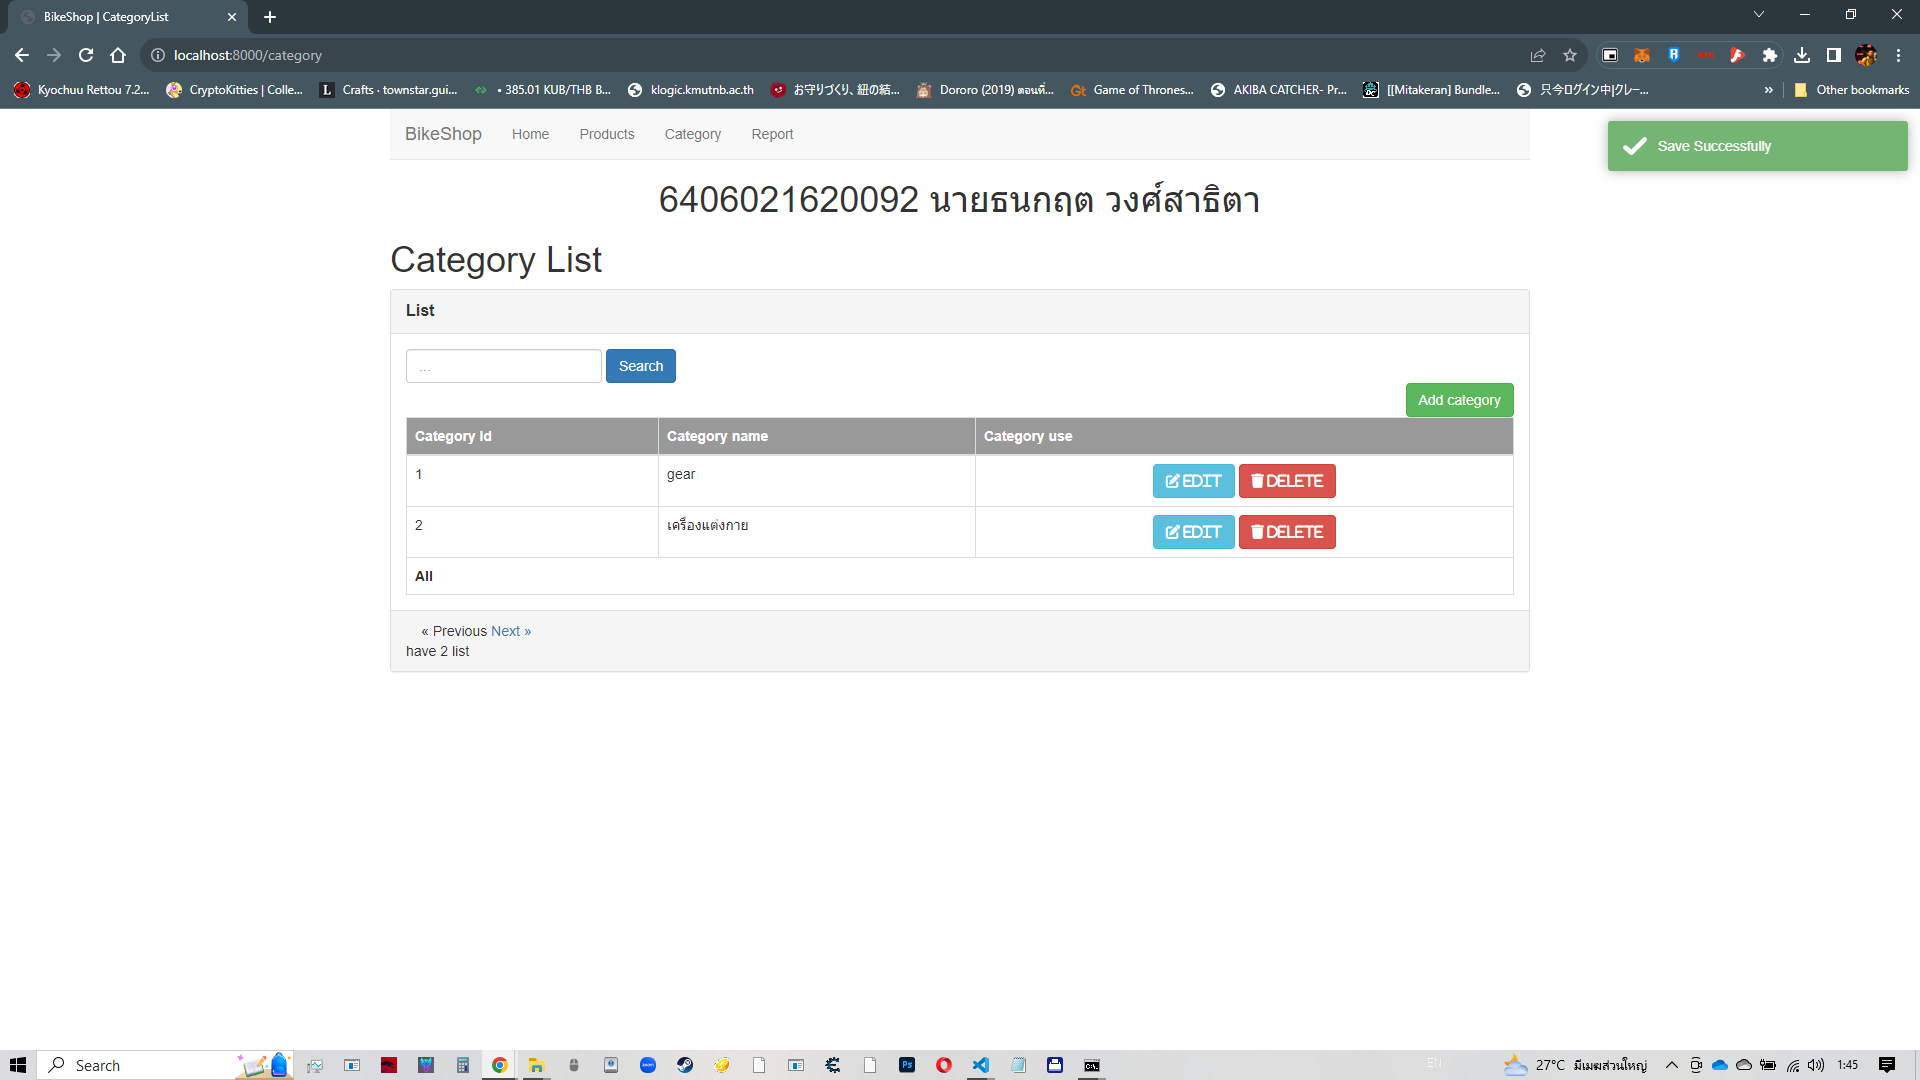 BikeShop | CategoryList
localhost:8000/category
Kyochuu Rettou 7.2...
CryptoKitties | Colle...
Crafts · townstar.gui...
• 385.01 KUB/THB B...
klogic.kmutnb.ac.th
お守りづくり、紐の結...
Dororo (2019) ตอนที่...
Game of Thrones...
AKIBA CATCHER- Pr...
[[Mitakeran] Bundle...
只今ログイン中|クレー...
»
Other bookmarks
BikeShop Home Products Category Report
Save Successfully
6406021620092 นายธนกฤต วงศ์สาธิตา
Category List
List
...
Search
Add category
Category Id Category name Category use
1 gear EDIT DELETE
2 เครื่องแต่งกาย EDIT DELETE
All
« Previous Next »
have 2 list
Search
EN
27°C มีเมฆส่วนใหญ่
1:45